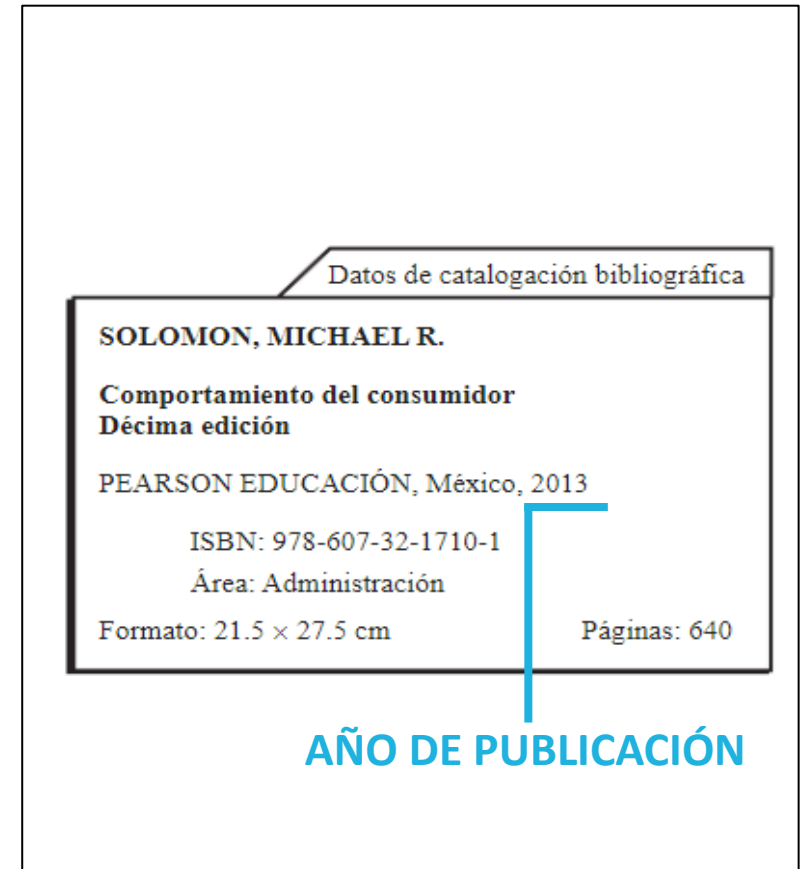 Datos de catalogación bibliográfica
SOLOMON, MICHAEL R.
Comportamiento del consumidor
Décima edición
PEARSON EDUCACIÓN, México, 2013
ISBN: 978-607-32-1710-1
Área: Administración
Formato: 21.5 × 27.5 cm Páginas: 640
AÑO DE PUBLICACIÓN